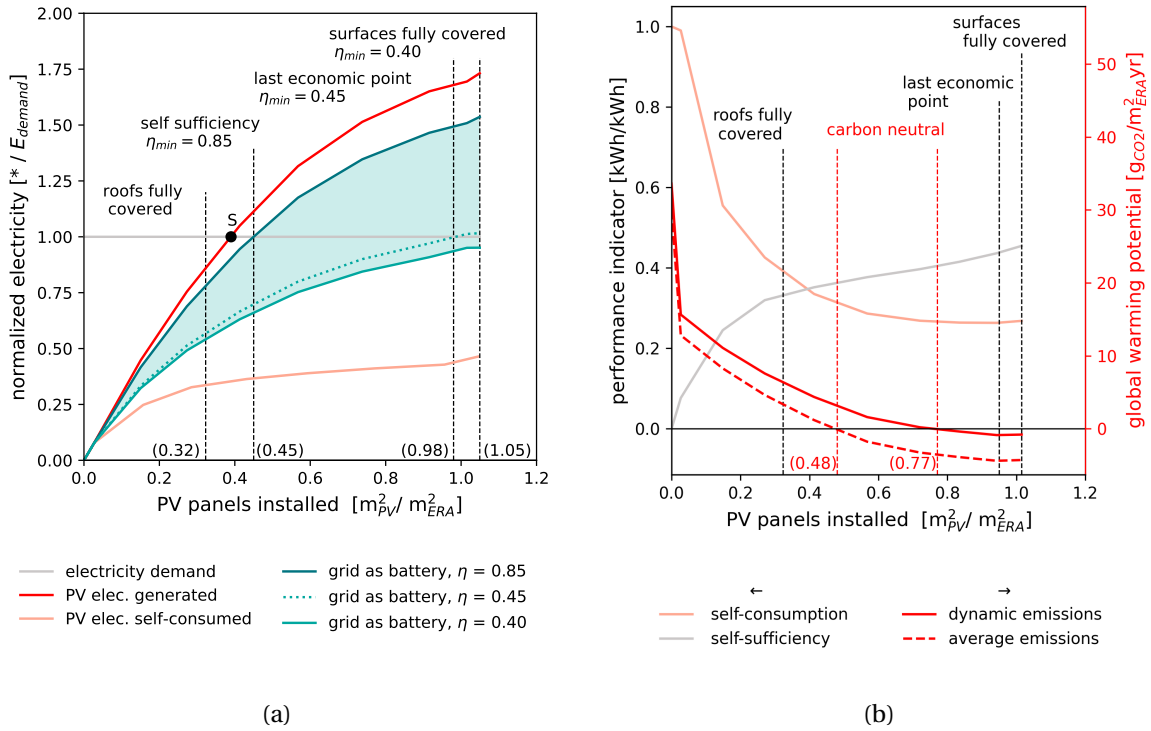 surfaces fully covered
η_min = 0.40
last economic point
η_min = 0.45
self sufficiency
η_min = 0.85
roofs fully
covered
S
normalized electricity [* / E_demand]
2.00
1.75
1.50
1.25
1.00
0.75
0.50
0.25
0.00
(0.32)
(0.45)
(0.98)
(1.05)
0.0 0.2 0.4 0.6 0.8 1.0 1.2
PV panels installed [m²_PV/ m²_ERA]
electricity demand
PV elec. generated
PV elec. self-consumed
grid as battery, η = 0.85
grid as battery, η = 0.45
grid as battery, η = 0.40
(a)
surfaces
fully covered
last economic
point
roofs fully
covered
carbon neutral
performance indicator [kWh/kWh]
1.0
0.8
0.6
0.4
0.2
0.0
global warming potential [g_CO2/m²_ERA yr]
50
40
30
20
10
0
(0.48)
(0.77)
0.0 0.2 0.4 0.6 0.8 1.0 1.2
PV panels installed [m²_PV/ m²_ERA]
←
self-consumption
self-sufficiency
→
dynamic emissions
average emissions
(b)